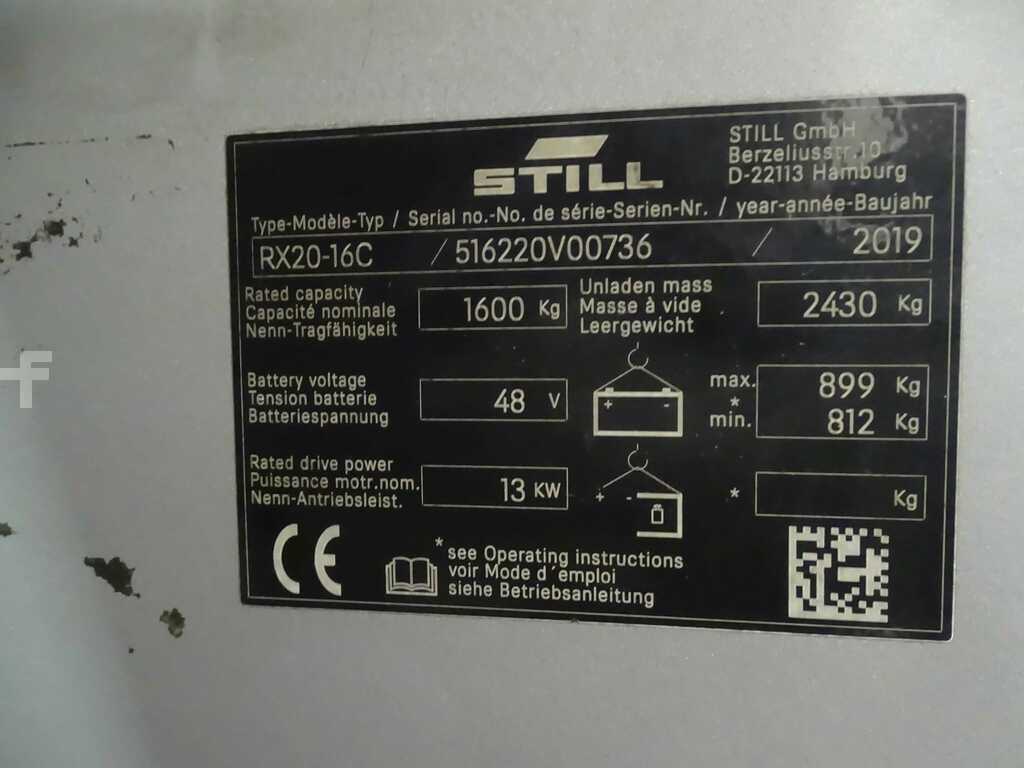 STILL
STILL GmbH
Berzeliusstr.10
D-22113 Hamburg
Type-Modèle-Typ / Serial no.-No. de série-Serien-Nr. / year-année-Baujahr
RX20-16C / 516220V00736 / 2019
Rated capacity
Capacité nominale
Nenn-Tragfähigkeit
1600 Kg
Unladen mass
Masse à vide
Leergewicht
2430 Kg
Battery voltage
Tension batterie
Batteriespannung
48 V
+ -
max. 899 Kg
*
min. 812 Kg
Rated drive power
Puissance motr.nom.
Nenn-Antriebsleist.
13 KW
+ -
* Kg
CE
* see Operating instructions
voir Mode d´emploi
siehe Betriebsanleitung
f